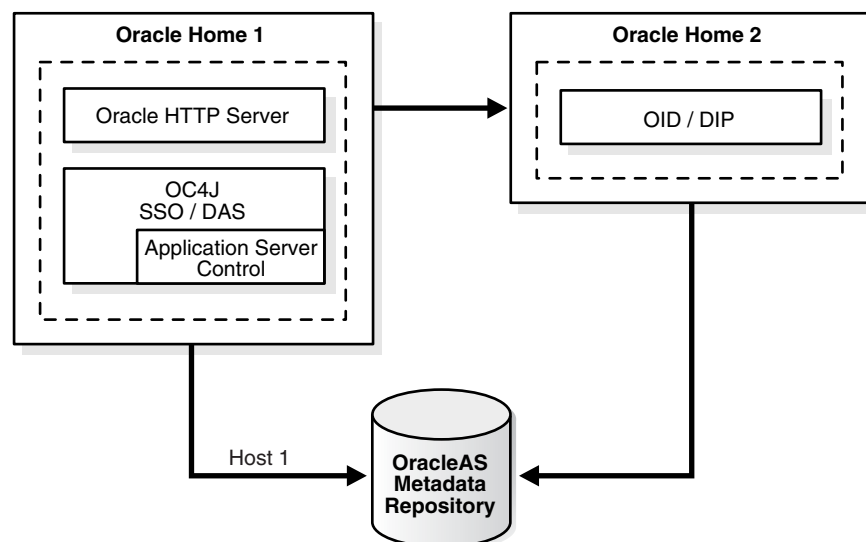 Oracle Home 1
Oracle HTTP Server
OC4J
SSO / DAS
Application Server
Control
Oracle Home 2
OID / DIP
Host 1
OracleAS
Metadata
Repository